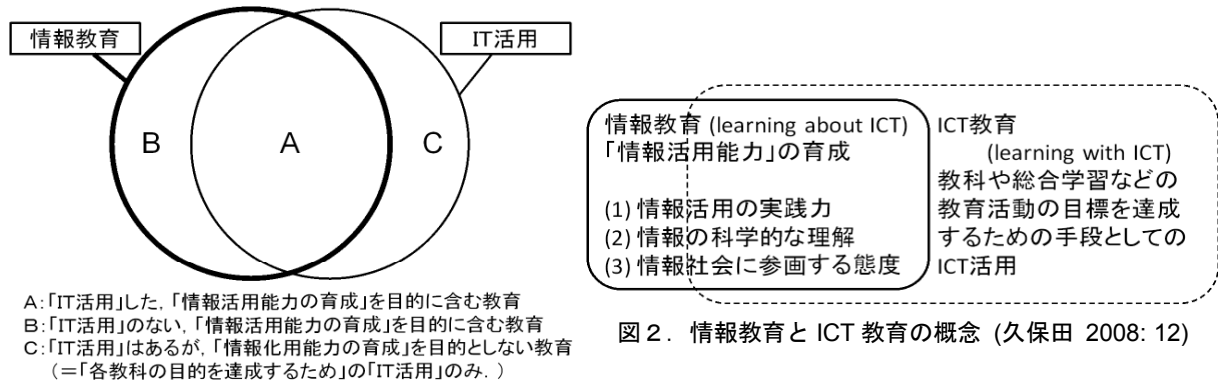 情報教育
IT活用
B
A
C
A:「IT活用」した,「情報活用能力の育成」を目的に含む教育
B:「IT活用」のない,「情報活用能力の育成」を目的に含む教育
C:「IT活用」はあるが,「情報化用能力の育成」を目的としない教育
(=「各教科の目的を達成するため」の「IT活用」のみ.)
情報教育 (learning about ICT)
「情報活用能力」の育成
(1) 情報活用の実践力
(2) 情報の科学的な理解
(3) 情報社会に参画する態度
ICT教育
(learning with ICT)
教科や総合学習などの
教育活動の目標を達成
するための手段としての
ICT活用
図2. 情報教育と ICT 教育の概念 (久保田 2008: 12)